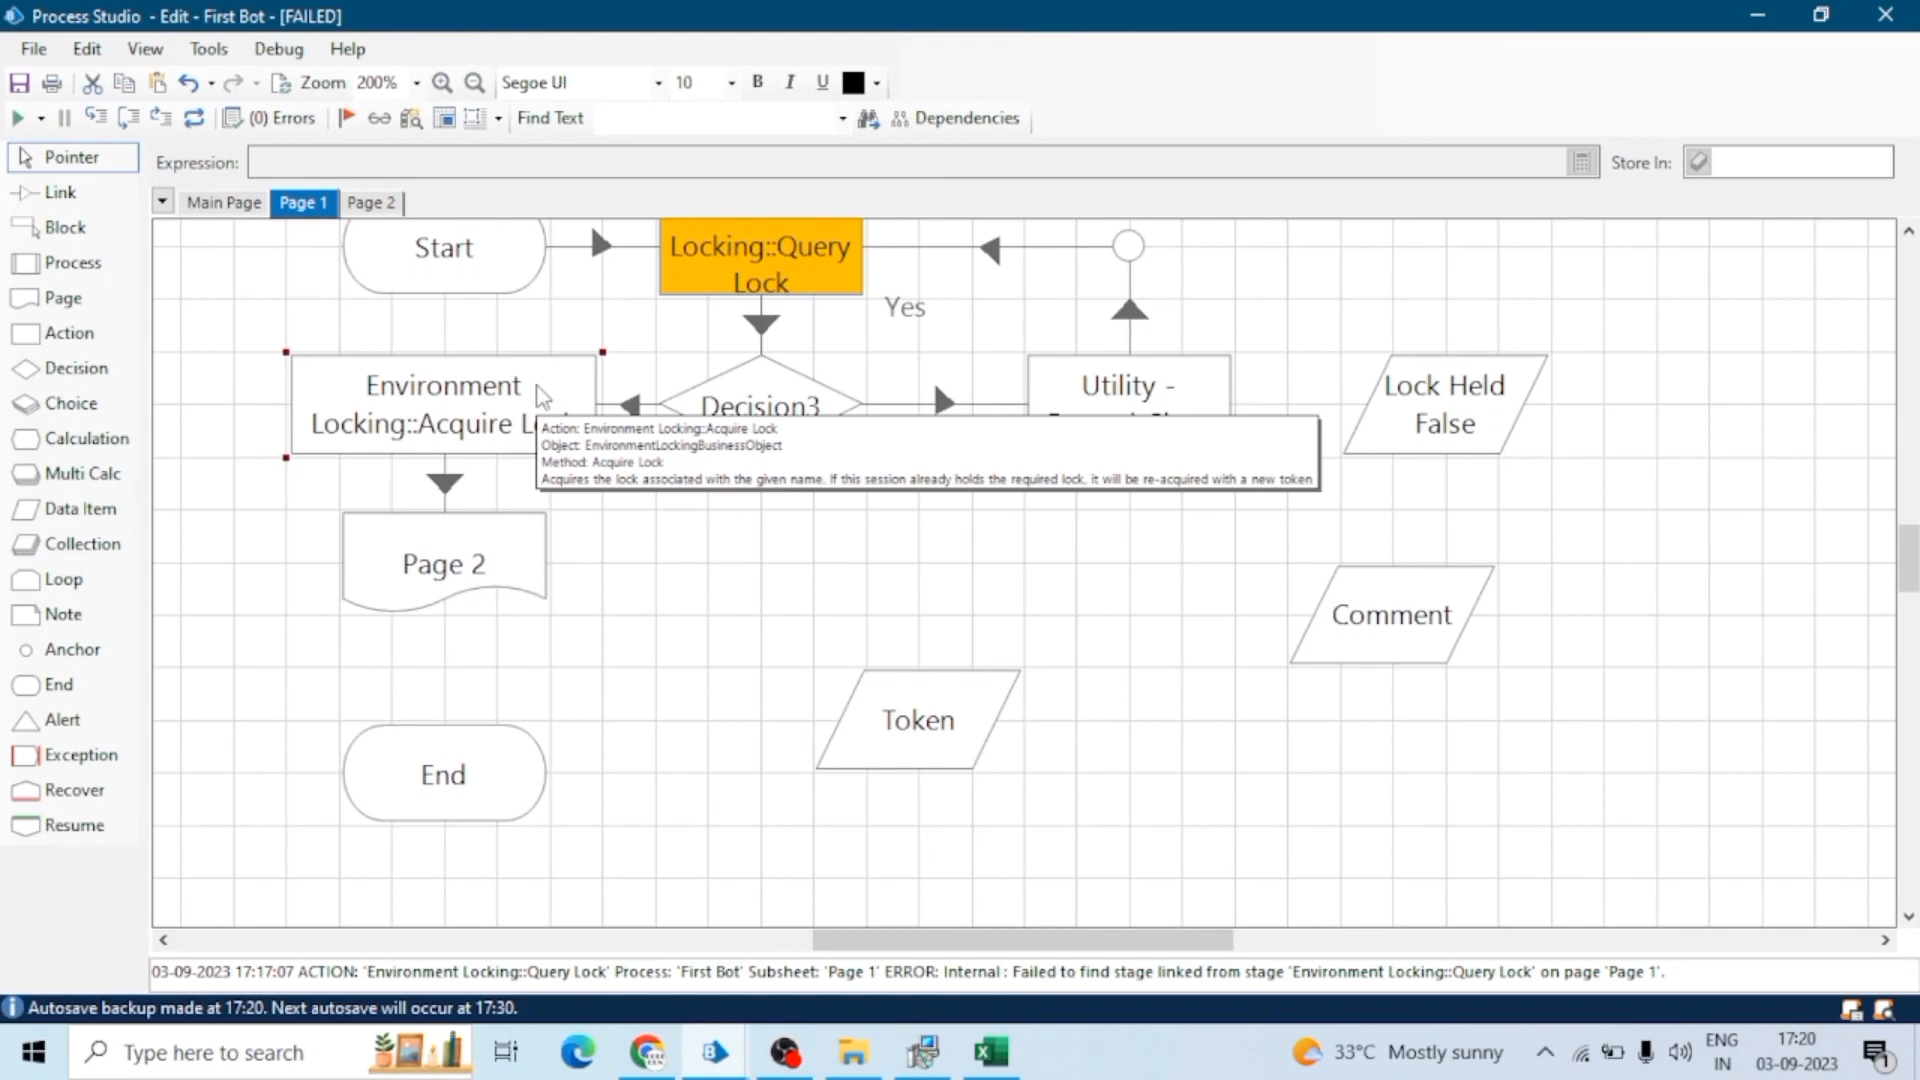 Process Studio - Edit - First Bot - [FAILED]
File Edit View Tools Debug Help
Zoom 200% Segoe UI 10 B I U
(0) Errors Find Text Dependencies
Pointer
Link
Block
Process
Page
Action
Decision
Choice
Calculation
Multi Calc
Data Item
Collection
Loop
Note
Anchor
End
Alert
Exception
Recover
Resume
Expression: Store In:
Main Page Page 1 Page 2
Start
Locking::Query
Lock
Yes
Environment
Locking::Acquire
Decision3
Utility -
Lock Held
False
Action: Environment Locking::Acquire Lock
Object: EnvironmentLockingBusinessObject
Method: Acquire Lock
Acquires the lock associated with the given name. If this session already holds the required lock, it will be re-acquired with a new token
Page 2
Comment
Token
End
03-09-2023 17:17:07 ACTION: 'Environment Locking::Query Lock' Process: 'First Bot' Subsheet: 'Page 1' ERROR: Internal : Failed to find stage linked from stage 'Environment Locking::Query Lock' on page 'Page 1'.
Autosave backup made at 17:20. Next autosave will occur at 17:30.
Type here to search
33°C Mostly sunny
ENG
IN
17:20
03-09-2023
1